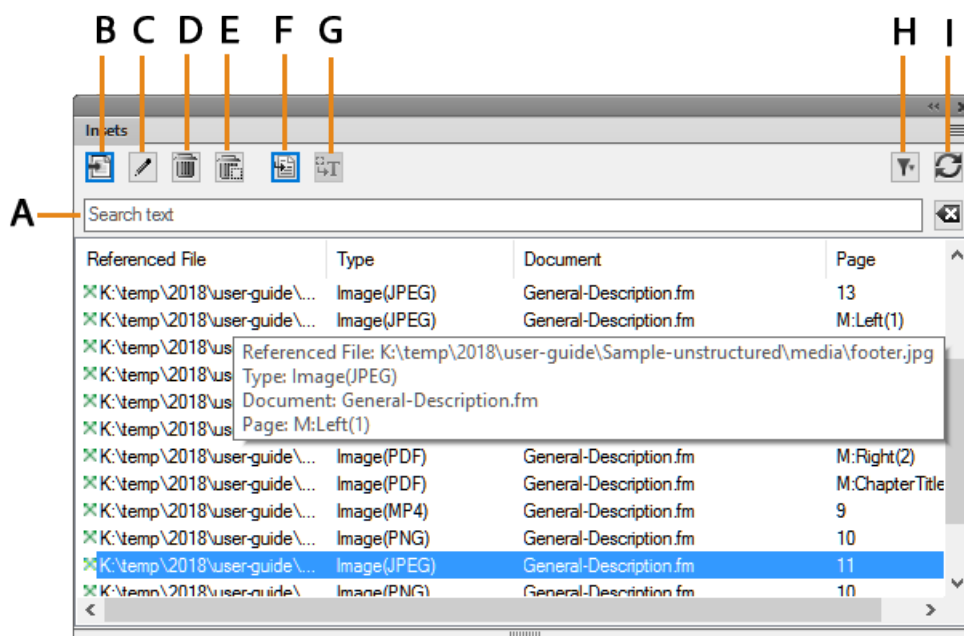 B C D E F G H I
Insets
A
Search text
Referenced File Type Document Page
K:\temp\2018\user-guide\... Image(JPEG) General-Description.fm 13
K:\temp\2018\user-guide\... Image(JPEG) General-Description.fm M:Left(1)
K:\temp\2018\us
Referenced File: K:\temp\2018\user-guide\Sample-unstructured\media\footer.jpg
K:\temp\2018\us
Type: Image(JPEG)
K:\temp\2018\us
Document: General-Description.fm
K:\temp\2018\us
Page: M:Left(1)
K:\temp\2018\user-guide\... Image(PDF) General-Description.fm M:Right(2)
K:\temp\2018\user-guide\... Image(PDF) General-Description.fm M:ChapterTitle
K:\temp\2018\user-guide\... Image(MP4) General-Description.fm 9
K:\temp\2018\user-guide\... Image(PNG) General-Description.fm 10
K:\temp\2018\user-guide\... Image(JPEG) General-Description.fm 11
K:\temp\2018\user-guide\ Image(PNG) General-Description.fm 10